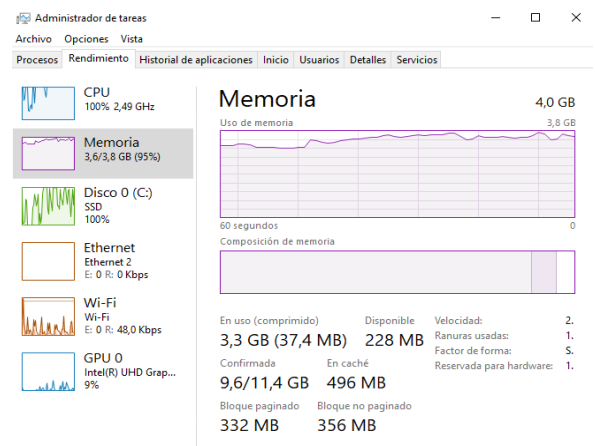 Administrador de tareas
Archivo Opciones Vista
Procesos Rendimiento Historial de aplicaciones Inicio Usuarios Detalles Servicios
CPU
100% 2,49 GHz
Memoria
3,6/3,8 GB (95%)
Disco 0 (C:)
SSD
100%
Ethernet
Ethernet 2
E: 0 R: 0 Kbps
Wi-Fi
Wi-Fi
E: 0 R: 48,0 Kbps
GPU 0
Intel(R) UHD Grap...
9%
Memoria 4,0 GB
Uso de memoria 3,8 GB
60 segundos 0
Composición de memoria
En uso (comprimido) Disponible
3,3 GB (37,4 MB) 228 MB
Confirmada En caché
9,6/11,4 GB 496 MB
Bloque paginado Bloque no paginado
332 MB 356 MB
Velocidad: 2.
Ranuras usadas: 1.
Factor de forma: S.
Reservada para hardware: 1.